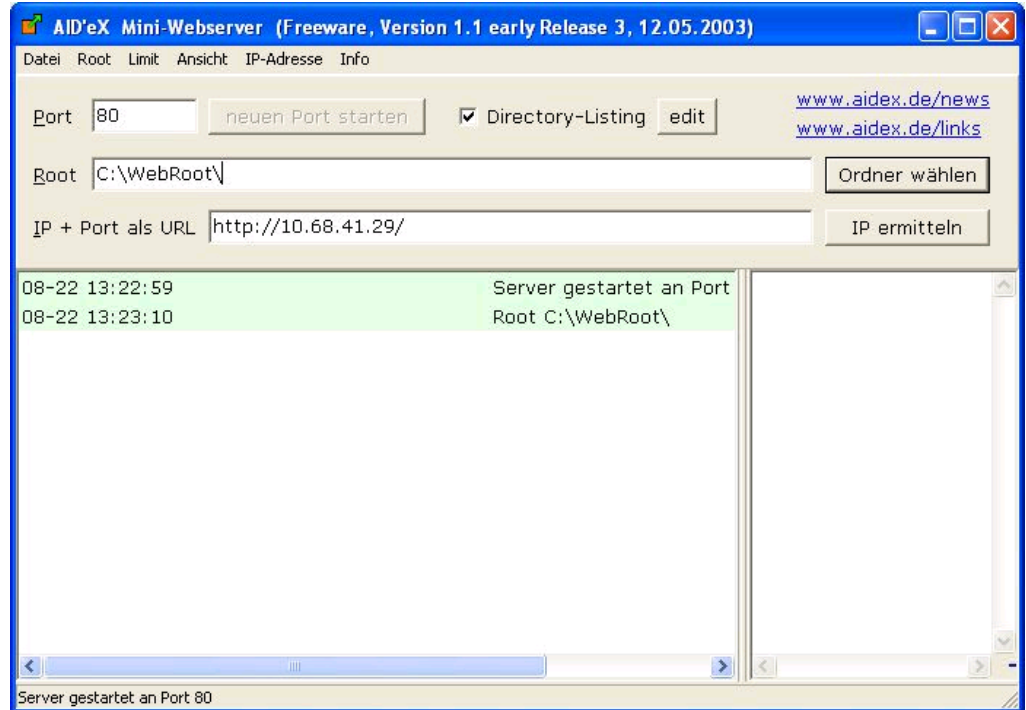 AID'eX Mini-Webserver (Freeware, Version 1.1 early Release 3, 12.05.2003)
Datei Root Limit Ansicht IP-Adresse Info
Port 80 neuen Port starten Directory-Listing edit www.aidex.de/news
www.aidex.de/links
Root C:\WebRoot\ Ordner wählen
IP + Port als URL http://10.68.41.29/ IP ermitteln
08-22 13:22:59 Server gestartet an Port
08-22 13:23:10 Root C:\WebRoot\
Server gestartet an Port 80